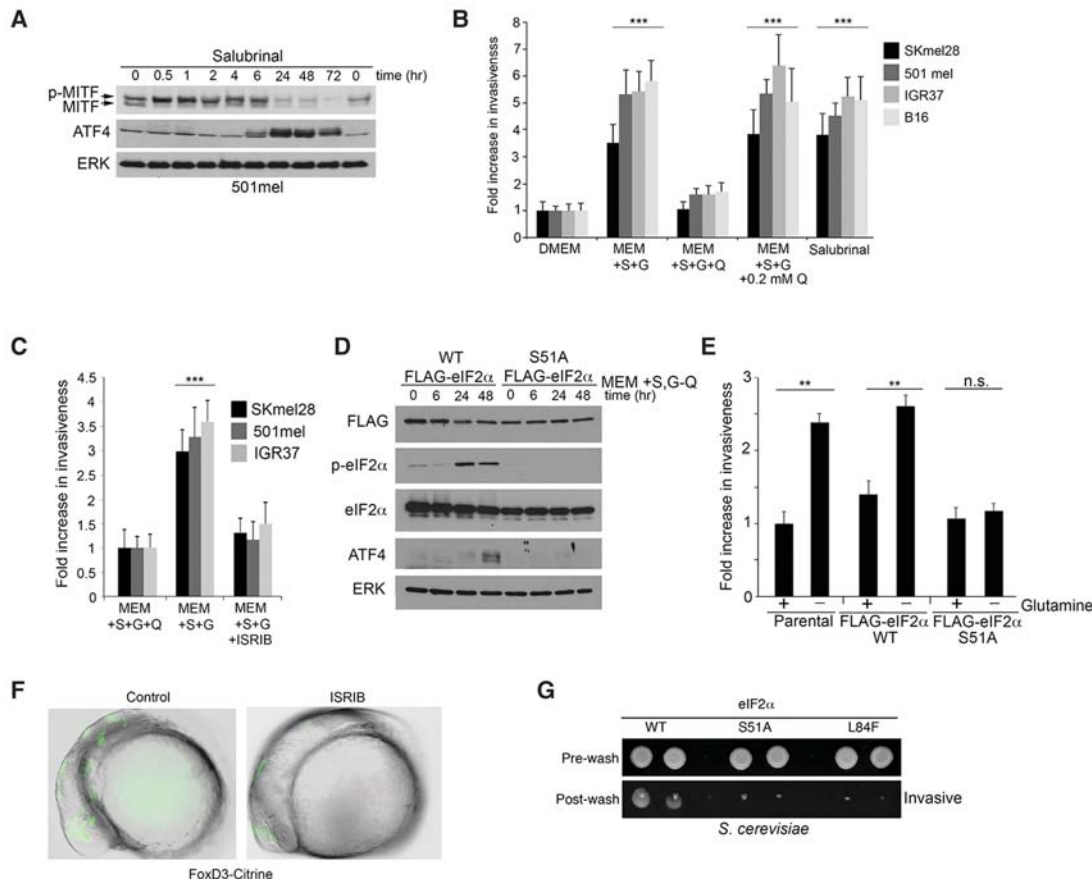 A
Salubrinal
0 0.5 1 2 4 6 24 48 72 0 time (hr)
p-MITF
MITF
ATF4
ERK
501mel
B
Fold increase in invasivensss
8
7
6
5
4
3
2
1
0
***
***
***
SKmel28
501 mel
IGR37
B16
DMEM
MEM
+S+G
MEM
+S+G+Q
MEM
+S+G
+0.2 mM Q
Salubrinal
C
Fold increase in invasiveness
4.5
4
3.5
3
2.5
2
1.5
1
0.5
0
***
SKmel28
501mel
IGR37
MEM
+S+G+Q
MEM
+S+G
MEM
+S+G
+ISRIB
D
WT S51A
FLAG-eIF2α FLAG-eIF2α MEM +S,G-Q
0 6 24 48 0 6 24 48 time (hr)
FLAG
p-eIF2α
eIF2α
ATF4
ERK
E
Fold increase in invasiveness
3
2
1
0
**
**
n.s.
+ − + − + − Glutamine
Parental
FLAG-eIF2α
WT
FLAG-eIF2α
S51A
F
Control
ISRIB
FoxD3-Citrine
G
eIF2α
WT S51A L84F
Pre-wash
Post-wash
Invasive
S. cerevisiae